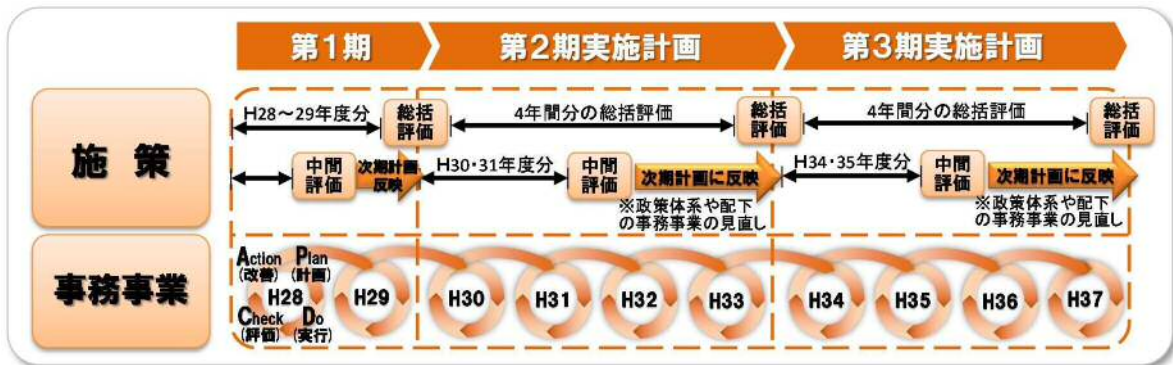 第1期
第2期実施計画
第3期実施計画
施策
H28～29年度分
総括
評価
4年間分の総括評価
総括
評価
4年間分の総括評価
総括
評価
中間
評価
次期計画
反映
H30・31年度分
中間
評価
次期計画に反映
※政策体系や配下
の事務事業の見直し
H34・35年度分
中間
評価
次期計画に反映
※政策体系や配下
の事務事業の見直し
事務事業
Action Plan
(改善) (計画)
H28
Check Do
(評価) (実行)
H29
H30
H31
H32
H33
H34
H35
H36
H37